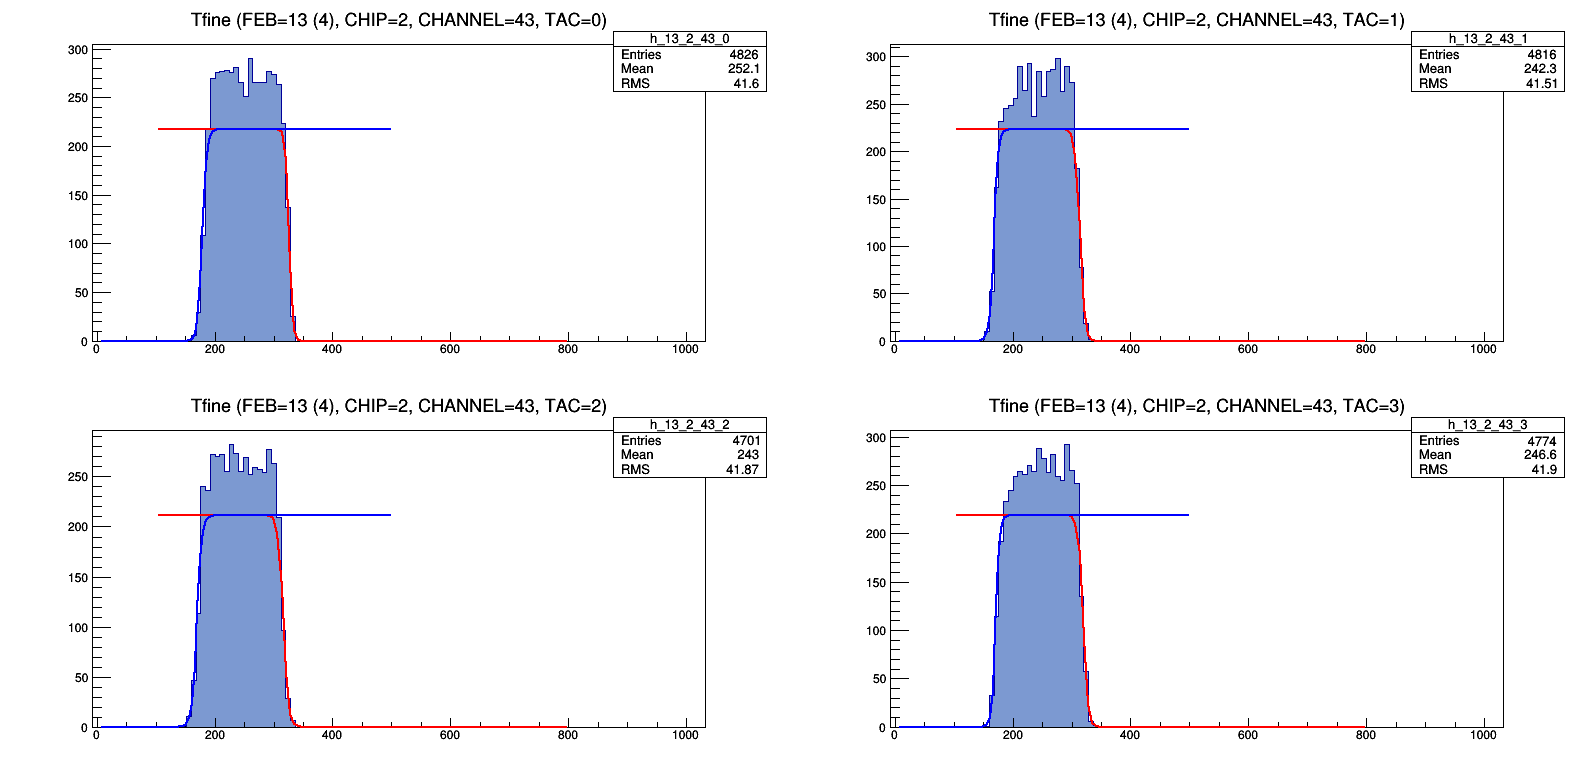 Tfine (FEB=13 (4), CHIP=2, CHANNEL=43, TAC=0)
h_13_2_43_0
Entries 4826
Mean 252.1
RMS 41.6
300
250
200
150
100
50
0
0 200 400 600 800 1000
Tfine (FEB=13 (4), CHIP=2, CHANNEL=43, TAC=1)
h_13_2_43_1
Entries 4816
Mean 242.3
RMS 41.51
300
250
200
150
100
50
0
0 200 400 600 800 1000
Tfine (FEB=13 (4), CHIP=2, CHANNEL=43, TAC=2)
h_13_2_43_2
Entries 4701
Mean 243
RMS 41.87
250
200
150
100
50
0
0 200 400 600 800 1000
Tfine (FEB=13 (4), CHIP=2, CHANNEL=43, TAC=3)
h_13_2_43_3
Entries 4774
Mean 246.6
RMS 41.9
300
250
200
150
100
50
0
0 200 400 600 800 1000